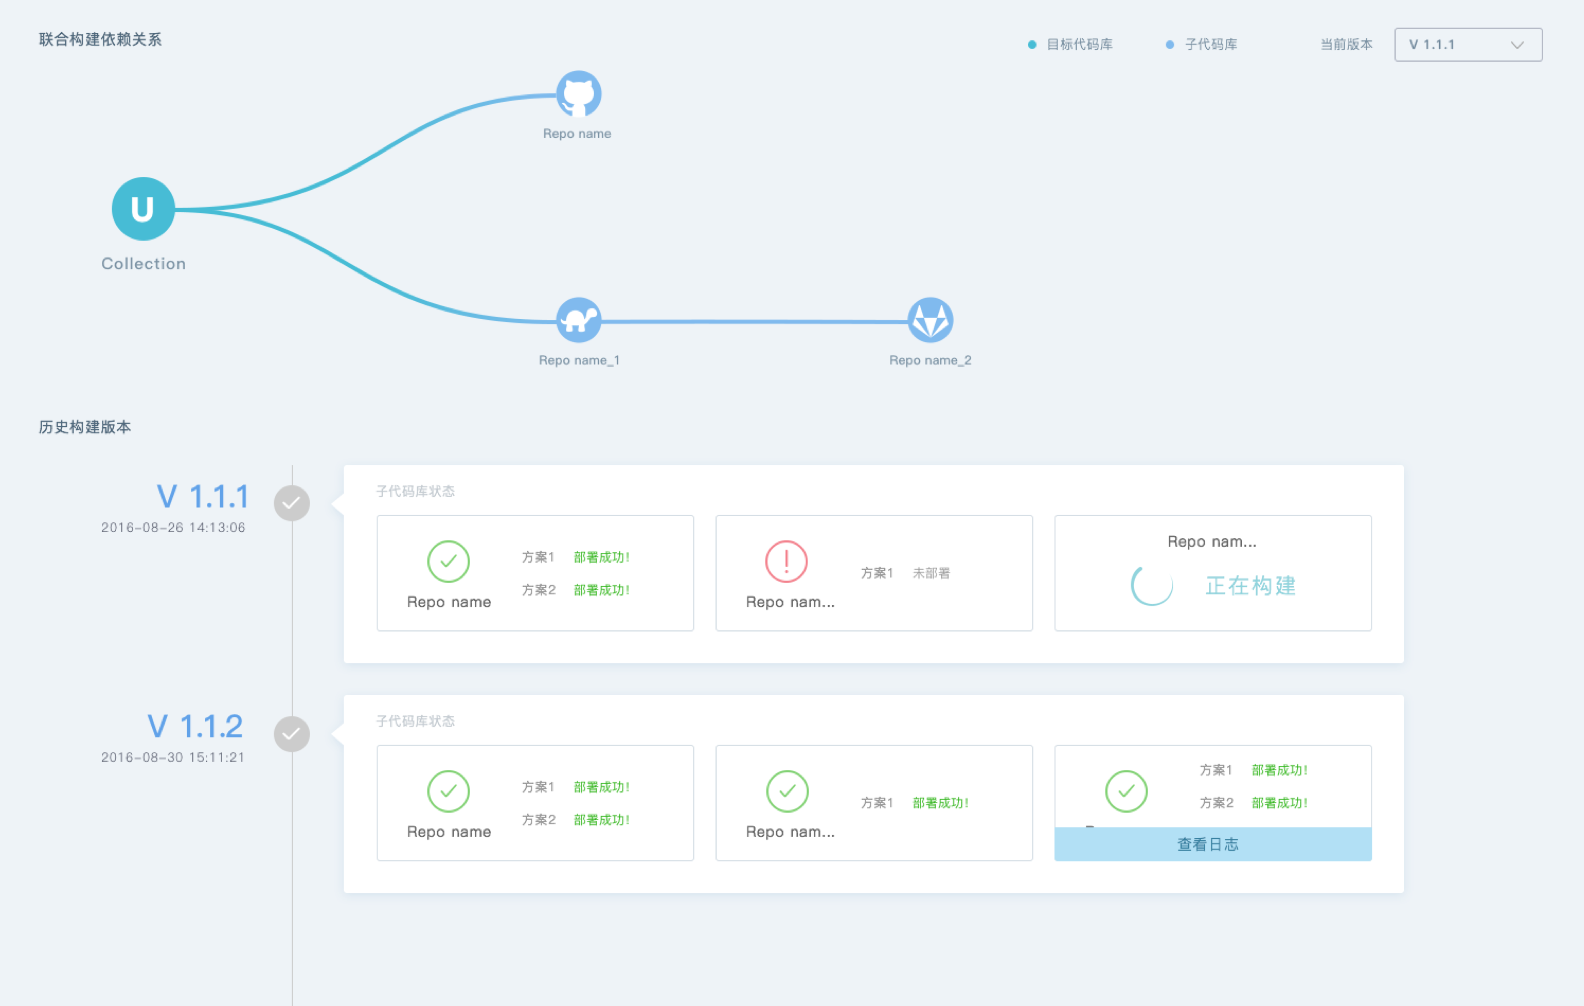 联合构建依赖关系
目标代码库
子代码库
当前版本
V 1.1.1
Repo name
U
Collection
Repo name_1
Repo name_2
历史构建版本
V 1.1.1
2016-08-26 14:13:06
子代码库状态
方案1 部署成功!
方案2 部署成功!
Repo name
方案1 未部署
Repo nam...
Repo nam...
正在构建
V 1.1.2
2016-08-30 15:11:21
子代码库状态
方案1 部署成功!
方案2 部署成功!
Repo name
方案1 部署成功!
Repo nam...
方案1 部署成功!
方案2 部署成功!
查看日志